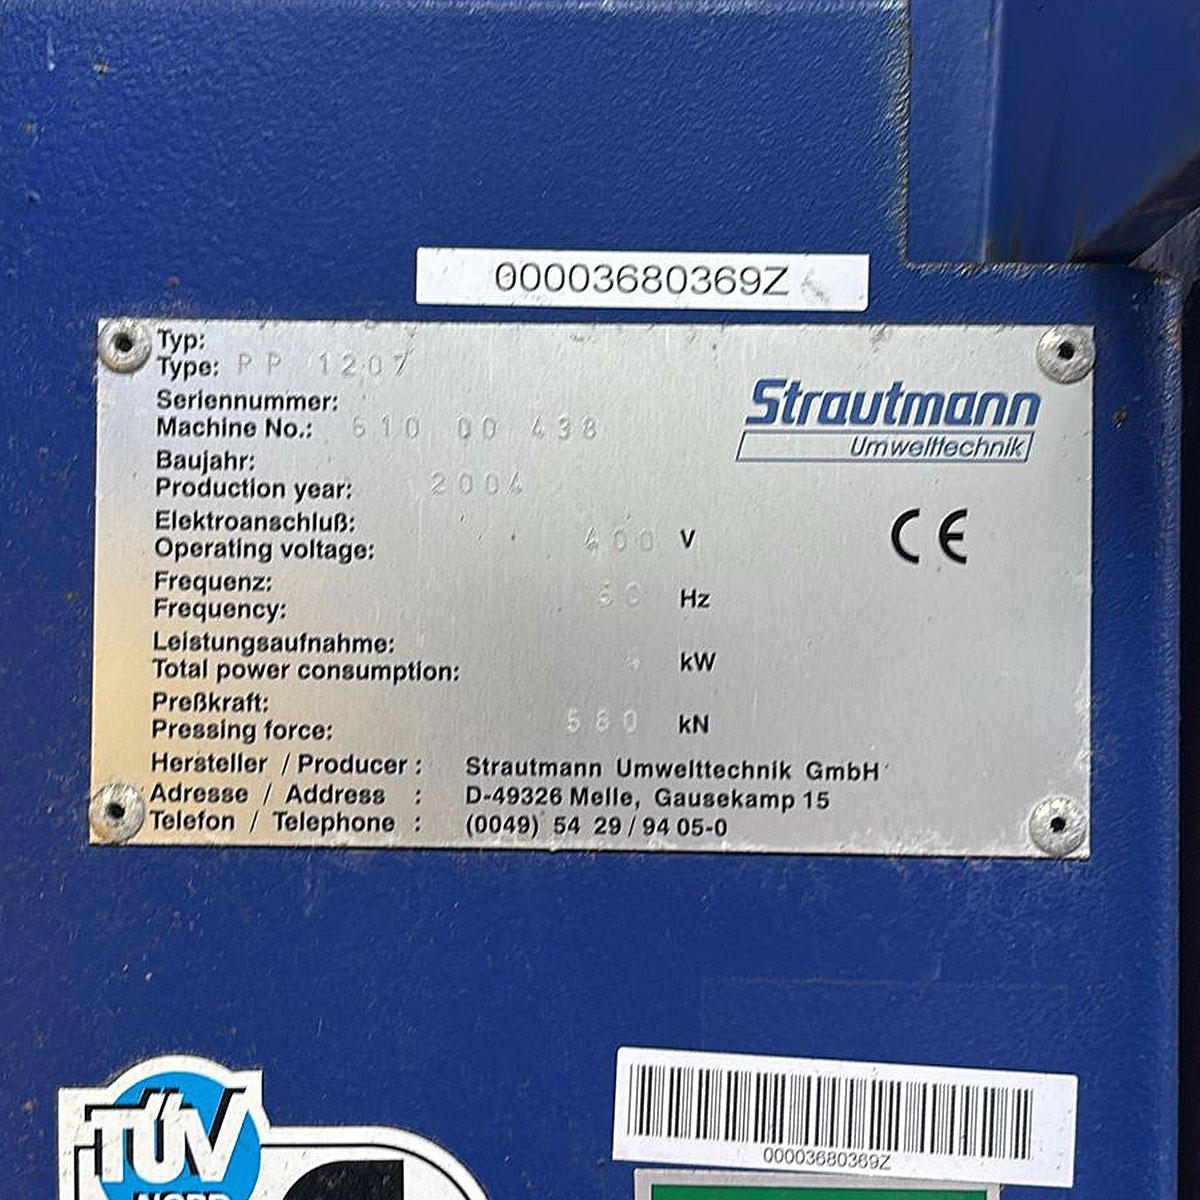 00003680369Z
Typ:
Type: PP 1207
Seriennummer:
Machine No.: 610 00 438
Baujahr:
Production year: 2004
Elektroanschluß:
Operating voltage: 400 V
Frequenz:
Frequency: Hz
Leistungsaufnahme:
Total power consumption: kW
Preßkraft:
Pressing force: kN
Hersteller / Producer : Strautmann Umwelttechnik GmbH
Adresse / Address : D-49326 Melle, Gausekamp 15
Telefon / Telephone : (0049) 54 29 / 94 05-0
Strautmann
Umwelttechnik
CE
TÜV
NORD
00003680369Z